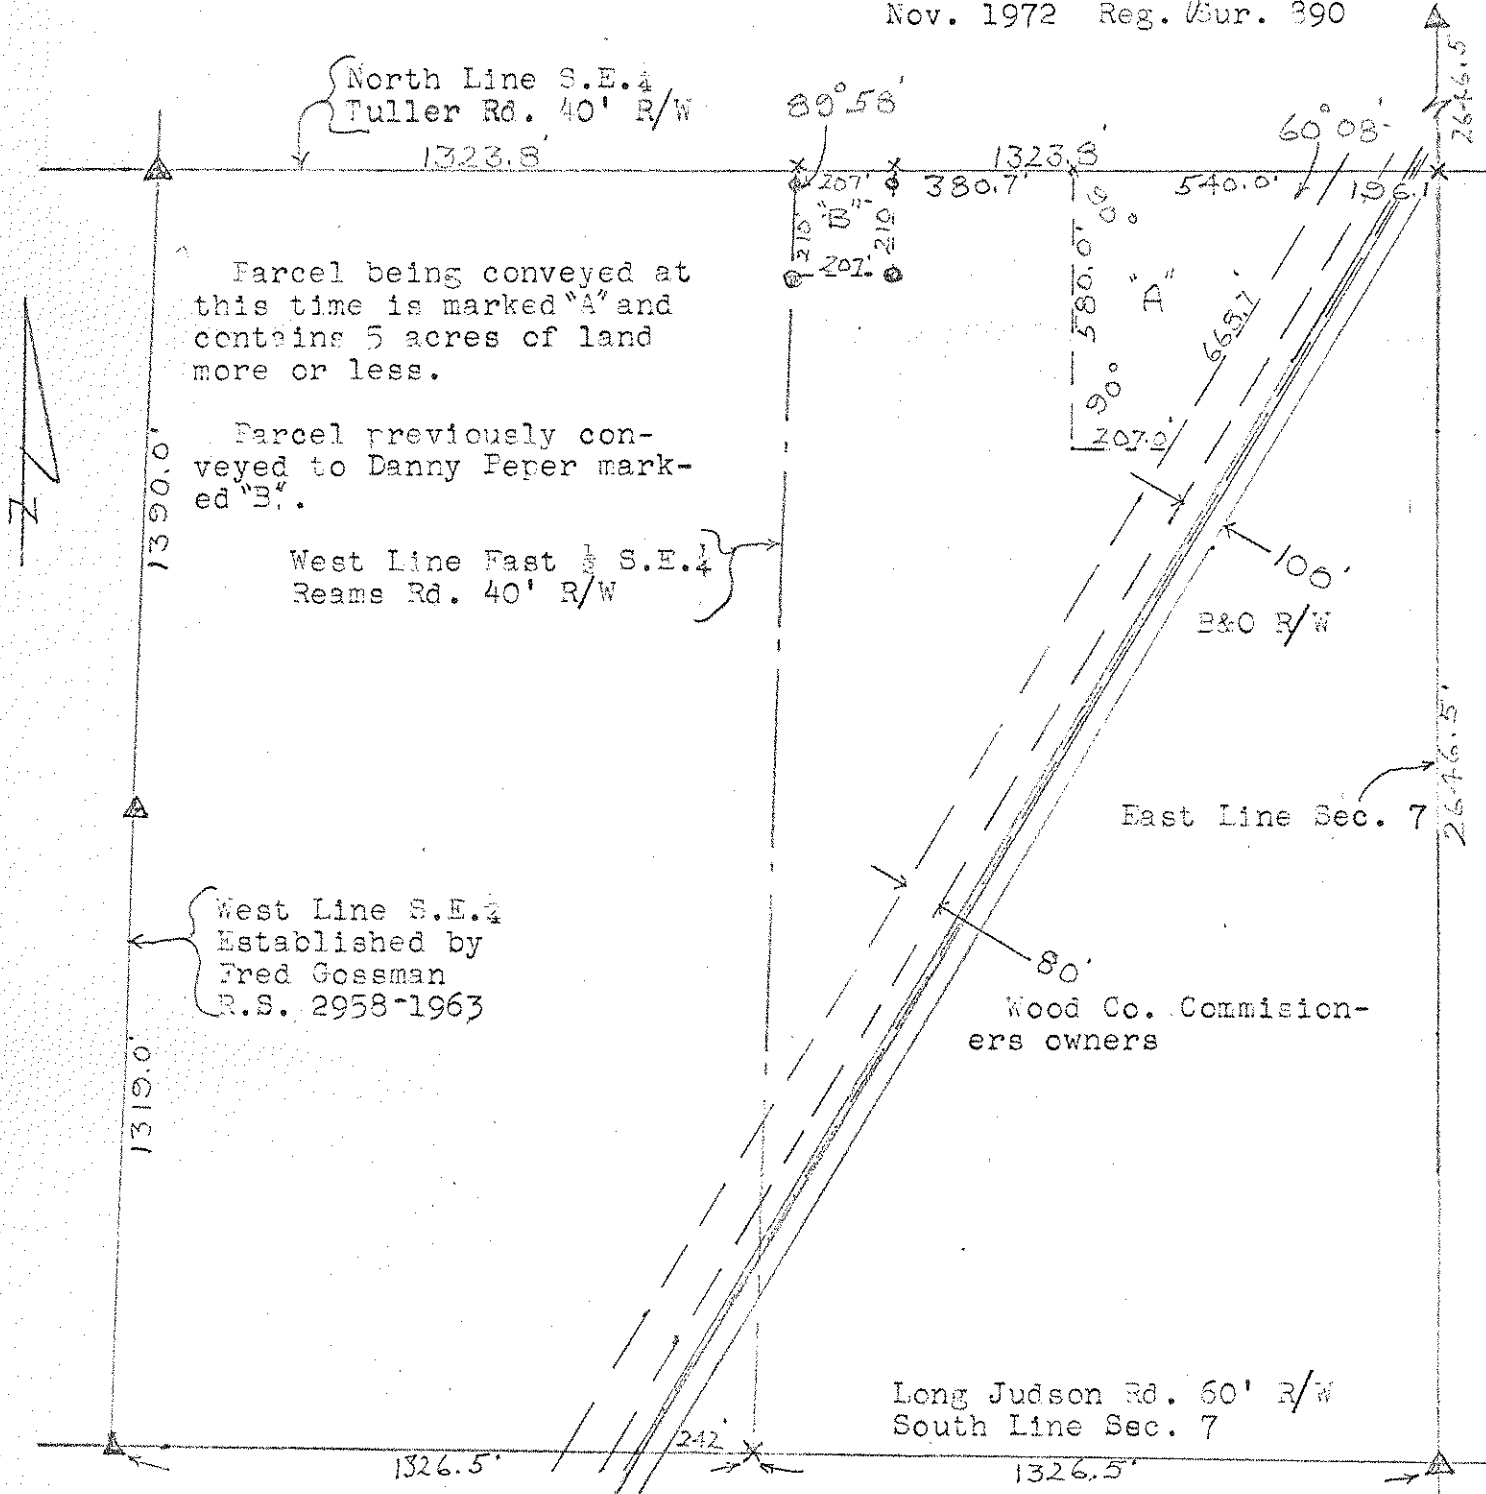 Nov. 1972 Reg. Sur. 390
North Line S.E.¼
Tuller Rd. 40' R/W
89°58'
60°08'
2646.5
1323.8'
1323.8'
207'
380.7'
540.0'
196.1
"B"
210
210
207'
90°
580.0'
"A"
668.7'
90°
207.0'
Parcel being conveyed at
this time is marked "A" and
contains 5 acres of land
more or less.
Parcel previously con-
veyed to Danny Peper mark-
ed "B".
N
1390.0'
West Line East ½ S.E.¼
Reams Rd. 40' R/W
100'
B&O R/W
East Line Sec. 7
2646.5'
West Line S.E.¼
Established by
Fred Gossman
R.S. 2958-1963
1319.0'
80'
Wood Co. Commision-
ers owners
Long Judson Rd. 60' R/W
South Line Sec. 7
242'
1326.5'
1326.5'